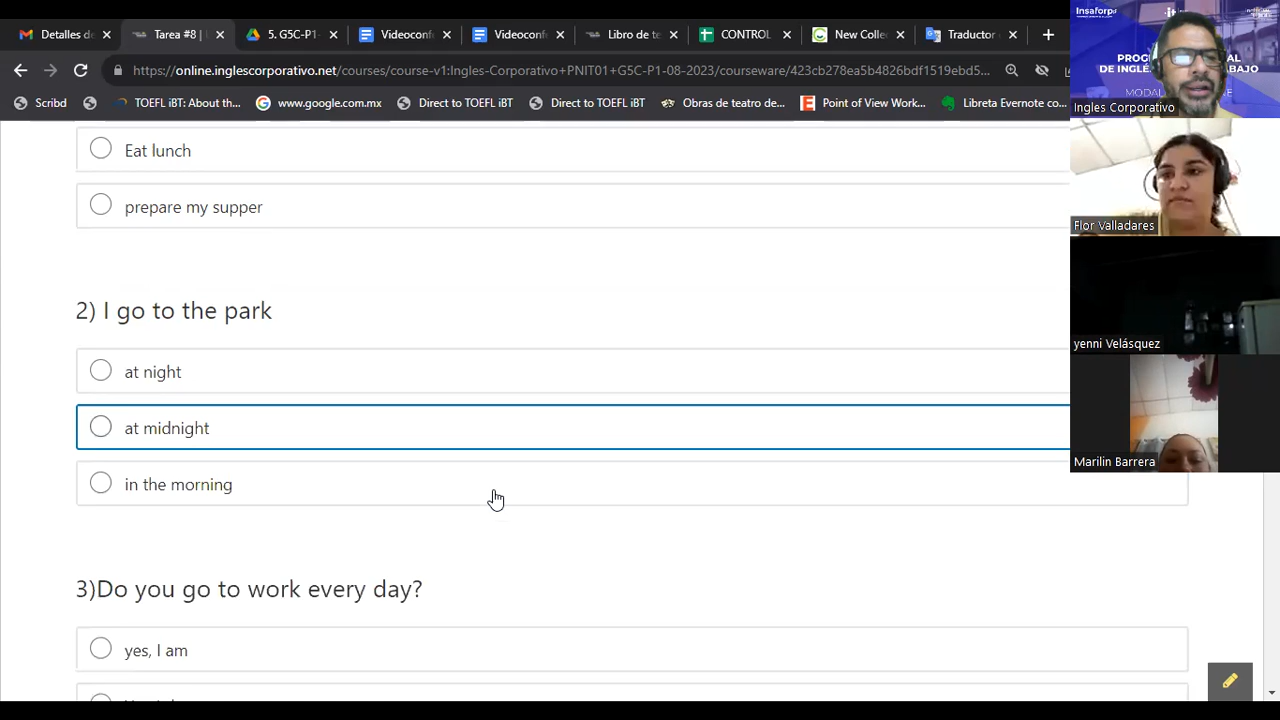 Detalles de
Tarea #8 |
5. G5C-P1-
Videoconf
Videoconf
Libro de te
CONTROL
New Collec
Traductor d
https://online.inglescorporativo.net/courses/course-v1:Ingles-Corporativo+PNIT01+G5C-P1-08-2023/courseware/423cb278ea5b4826bdf1519ebd5...
Scribd
TOEFL iBT: About th...
www.google.com.mx
Direct to TOEFL iBT
Direct to TOEFL iBT
Obras de teatro de...
Point of View Work...
Libreta Evernote co...
Eat lunch
prepare my supper
2) I go to the park
at night
at midnight
in the morning
3)Do you go to work every day?
yes, I am
Insaforp
Ingles Corporativo
Flor Valladares
yenni Velásquez
Marilin Barrera